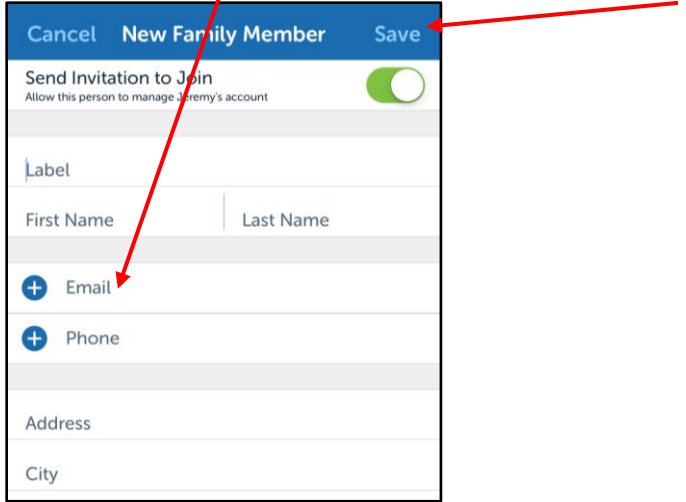 Cancel New Family Member Save
Send Invitation to Join
Allow this person to manage Jeremy's account
Label
First Name Last Name
Email
Phone
Address
City